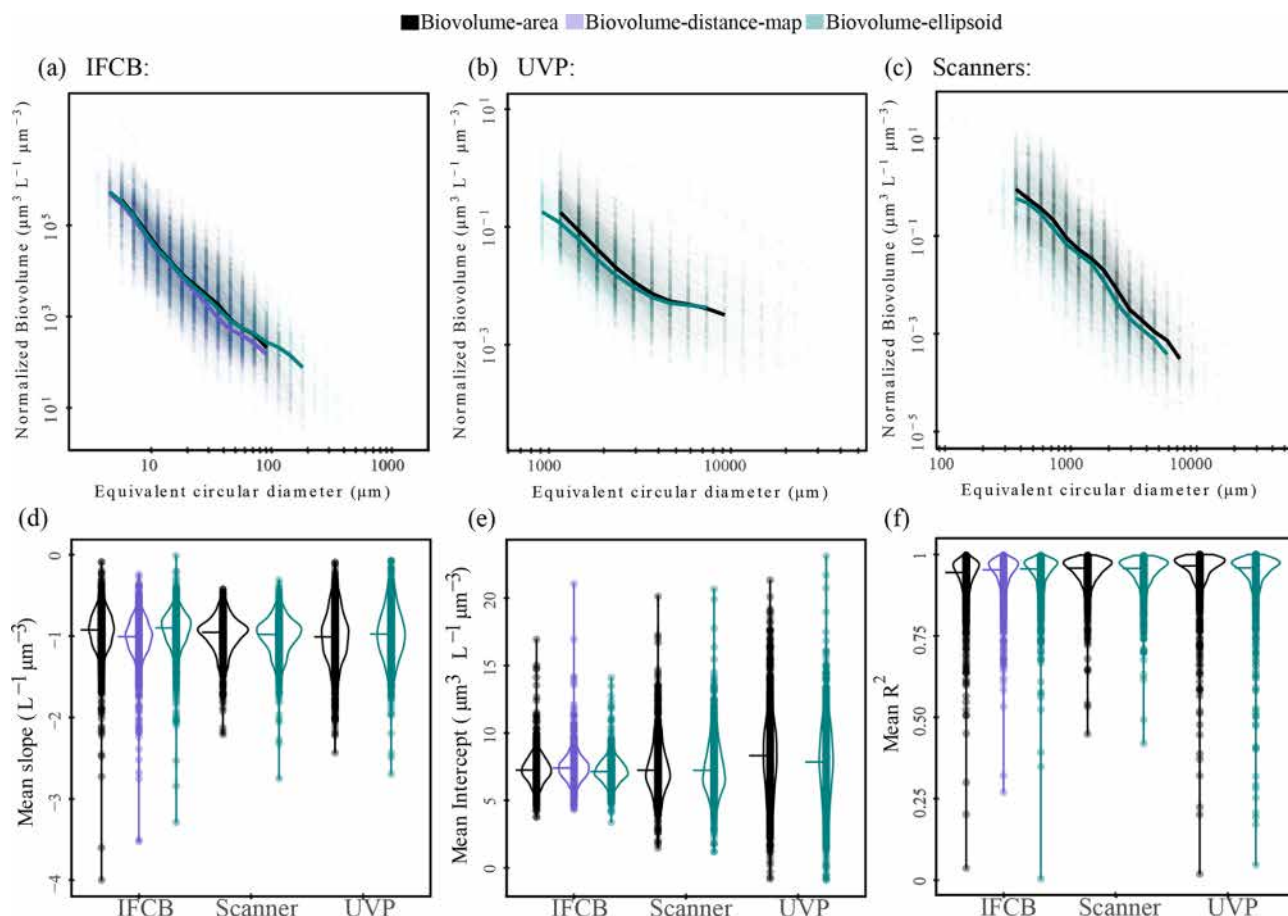 Biovolume-area Biovolume-distance-map Biovolume-ellipsoid
(a) IFCB:
Normalized Biovolume (µm³ L⁻¹ µm⁻³)
10⁵
10³
10¹
10 100 1000
Equivalent circular diameter (µm)
(b) UVP:
Normalized Biovolume (µm³ L⁻¹ µm⁻³)
10¹
10⁻¹
10⁻³
1000 10000
Equivalent circular diameter (µm)
(c) Scanners:
Normalized Biovolume (µm³ L⁻¹ µm⁻³)
10¹
10⁻¹
10⁻³
10⁻⁵
100 1000 10000
Equivalent circular diameter (µm)
(d)
Mean slope (L⁻¹ µm⁻³)
0
−1
−2
−3
−4
IFCB Scanner UVP
(e)
Mean Intercept ( µm³ L⁻¹ µm⁻³)
20
15
10
5
0
IFCB Scanner UVP
(f)
Mean R²
1
0.75
0.50
0.25
0
IFCB Scanner UVP